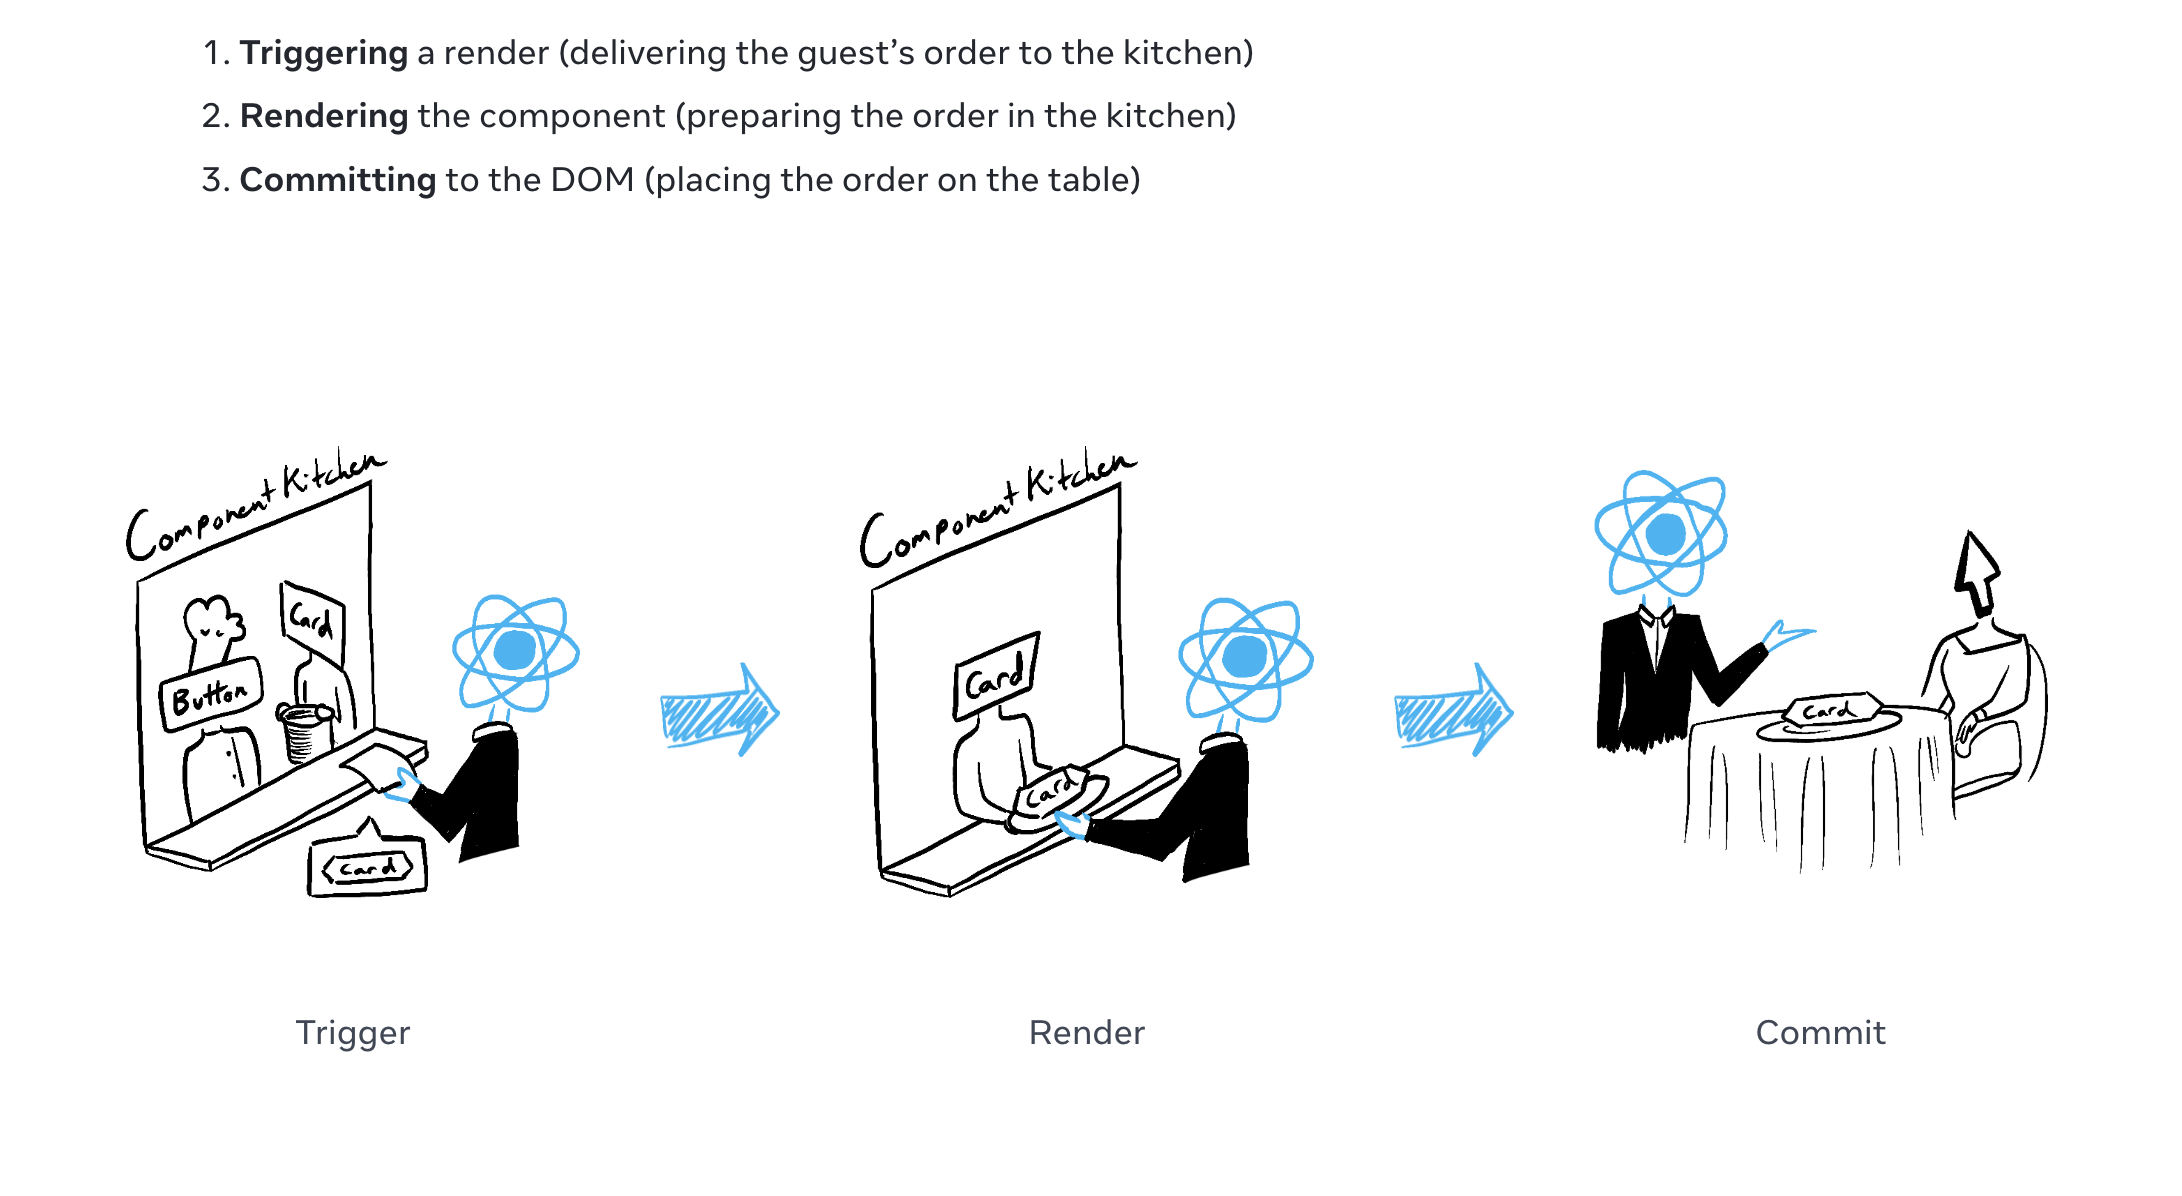 1. Triggering a render (delivering the guest’s order to the kitchen)
2. Rendering the component (preparing the order in the kitchen)
3. Committing to the DOM (placing the order on the table)
Component Kitchen
Card
Button
Card
Component Kitchen
Card
Card
Card
Trigger
Render
Commit